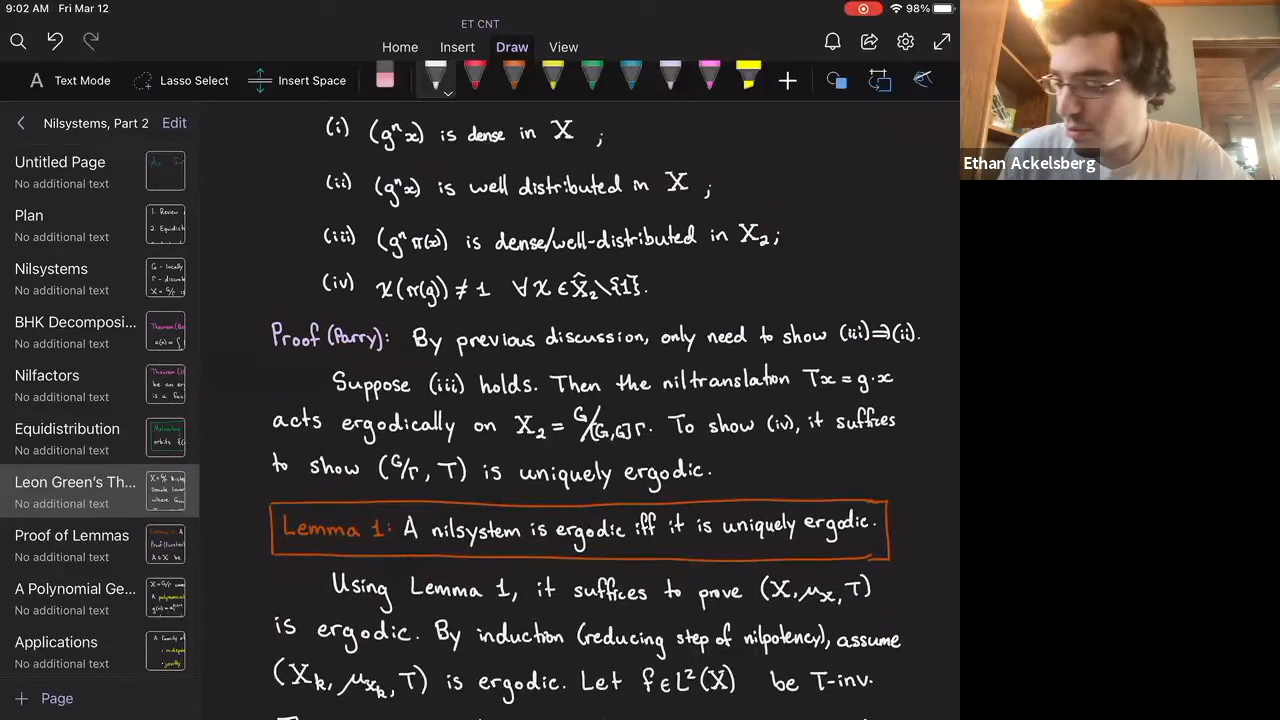 9:02 AM Fri Mar 12
98%
ET CNT
Home Insert Draw View
Text Mode Lasso Select Insert Space
Nilsystems, Part 2 Edit
Untitled Page
No additional text
Plan
No additional text
Nilsystems
No additional text
BHK Decomposi...
No additional text
Nilfactors
No additional text
Equidistribution
No additional text
Leon Green's Th...
No additional text
Proof of Lemmas
No additional text
A Polynomial Ge...
No additional text
Applications
No additional text
Page
(i) (gⁿx) is dense in X ;
(ii) (gⁿx) is well distributed in X ;
(iii) (gⁿ π(x)) is dense/well-distributed in X₂;
(iv) χ(π(g)) ≠ 1 ∀ χ ∈ X̂₂\{1}.
Proof (Parry): By previous discussion, only need to show (iii)⇒(ii).
Suppose (iii) holds. Then the niltranslation Tx = g·x
acts ergodically on X₂ = G/[G,G]Γ. To show (iv), it suffices
to show (G/Γ, T) is uniquely ergodic.
Lemma 1: A nilsystem is ergodic iff it is uniquely ergodic.
Using Lemma 1, it suffices to prove (X, μ_X, T)
is ergodic. By induction (reducing step of nilpotency), assume
(X_k, μ_{X_k}, T) is ergodic. Let f ∈ L²(X) be T-inv.
Ethan Ackelsberg